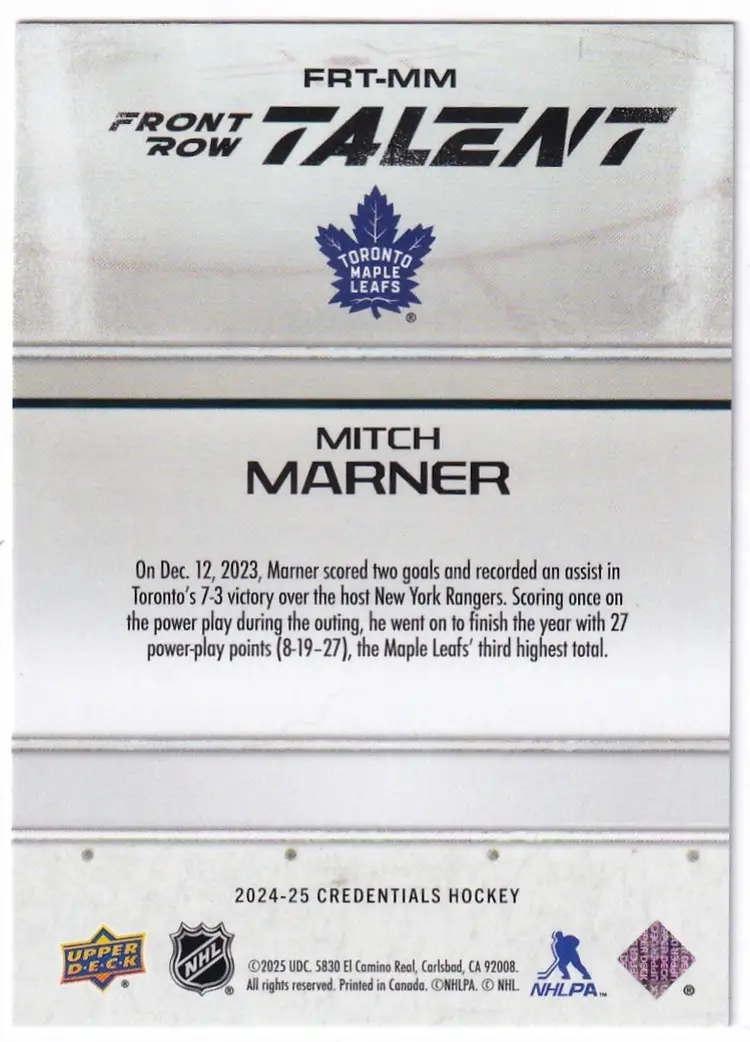 FRT-MM
FRONT ROW TALENT
TORONTO
MAPLE
LEAFS
®
MITCH
MARNER
On Dec. 12, 2023, Marner scored two goals and recorded an assist in
Toronto's 7-3 victory over the host New York Rangers. Scoring once on
the power play during the outing, he went on to finish the year with 27
power-play points (8-19–27), the Maple Leafs' third highest total.
2024-25 CREDENTIALS HOCKEY
UPPER
D·E·C·K
®
NHL
®
©2025 UDC. 5830 El Camino Real, Carlsbad, CA 92008.
All rights reserved. Printed in Canada. ©NHLPA. © NHL.
NHLPA™
®